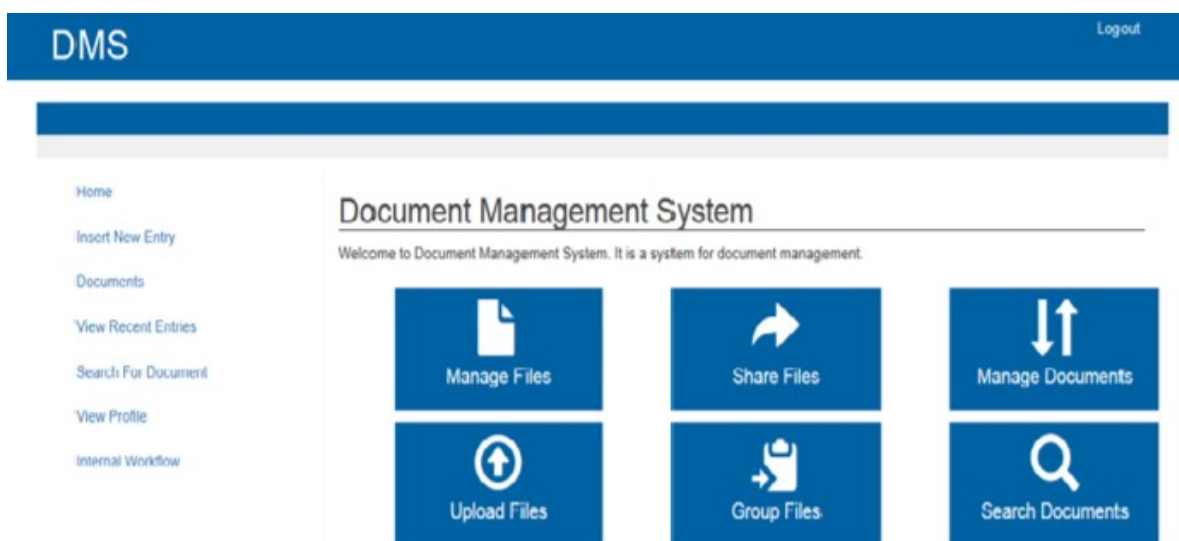 DMS
Logout
Home
Insert New Entry
Documents
View Recent Entries
Search For Document
View Profile
Internal Workflow
Document Management System
Welcome to Document Management System. It is a system for document management.
Manage Files
Share Files
Manage Documents
Upload Files
Group Files
Search Documents